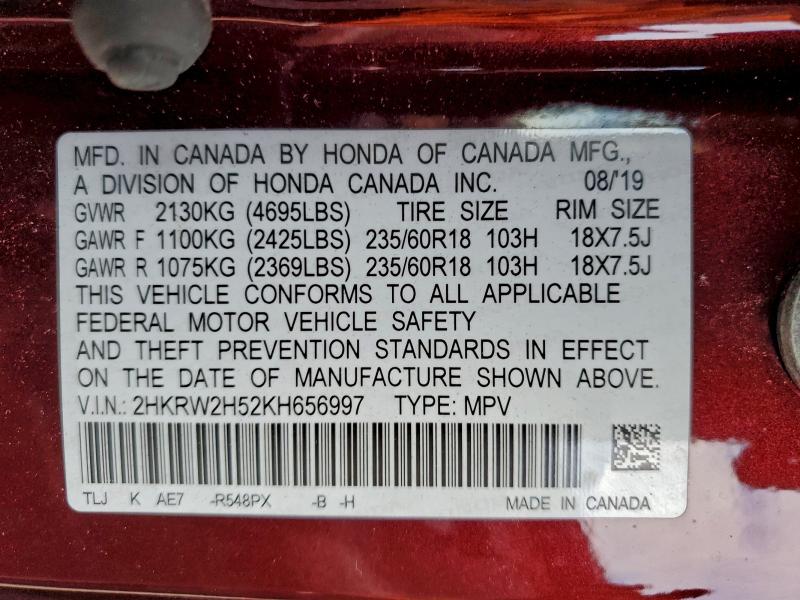 MFD. IN CANADA BY HONDA OF CANADA MFG.,
A DIVISION OF HONDA CANADA INC. 08/'19
GVWR 2130KG (4695LBS) TIRE SIZE RIM SIZE
GAWR F 1100KG (2425LBS) 235/60R18 103H 18X7.5J
GAWR R 1075KG (2369LBS) 235/60R18 103H 18X7.5J
THIS VEHICLE CONFORMS TO ALL APPLICABLE
FEDERAL MOTOR VEHICLE SAFETY
AND THEFT PREVENTION STANDARDS IN EFFECT
ON THE DATE OF MANUFACTURE SHOWN ABOVE.
V.I.N.: 2HKRW2H52KH656997 TYPE: MPV
TLJ K AE7 -R548PX -B -H MADE IN CANADA